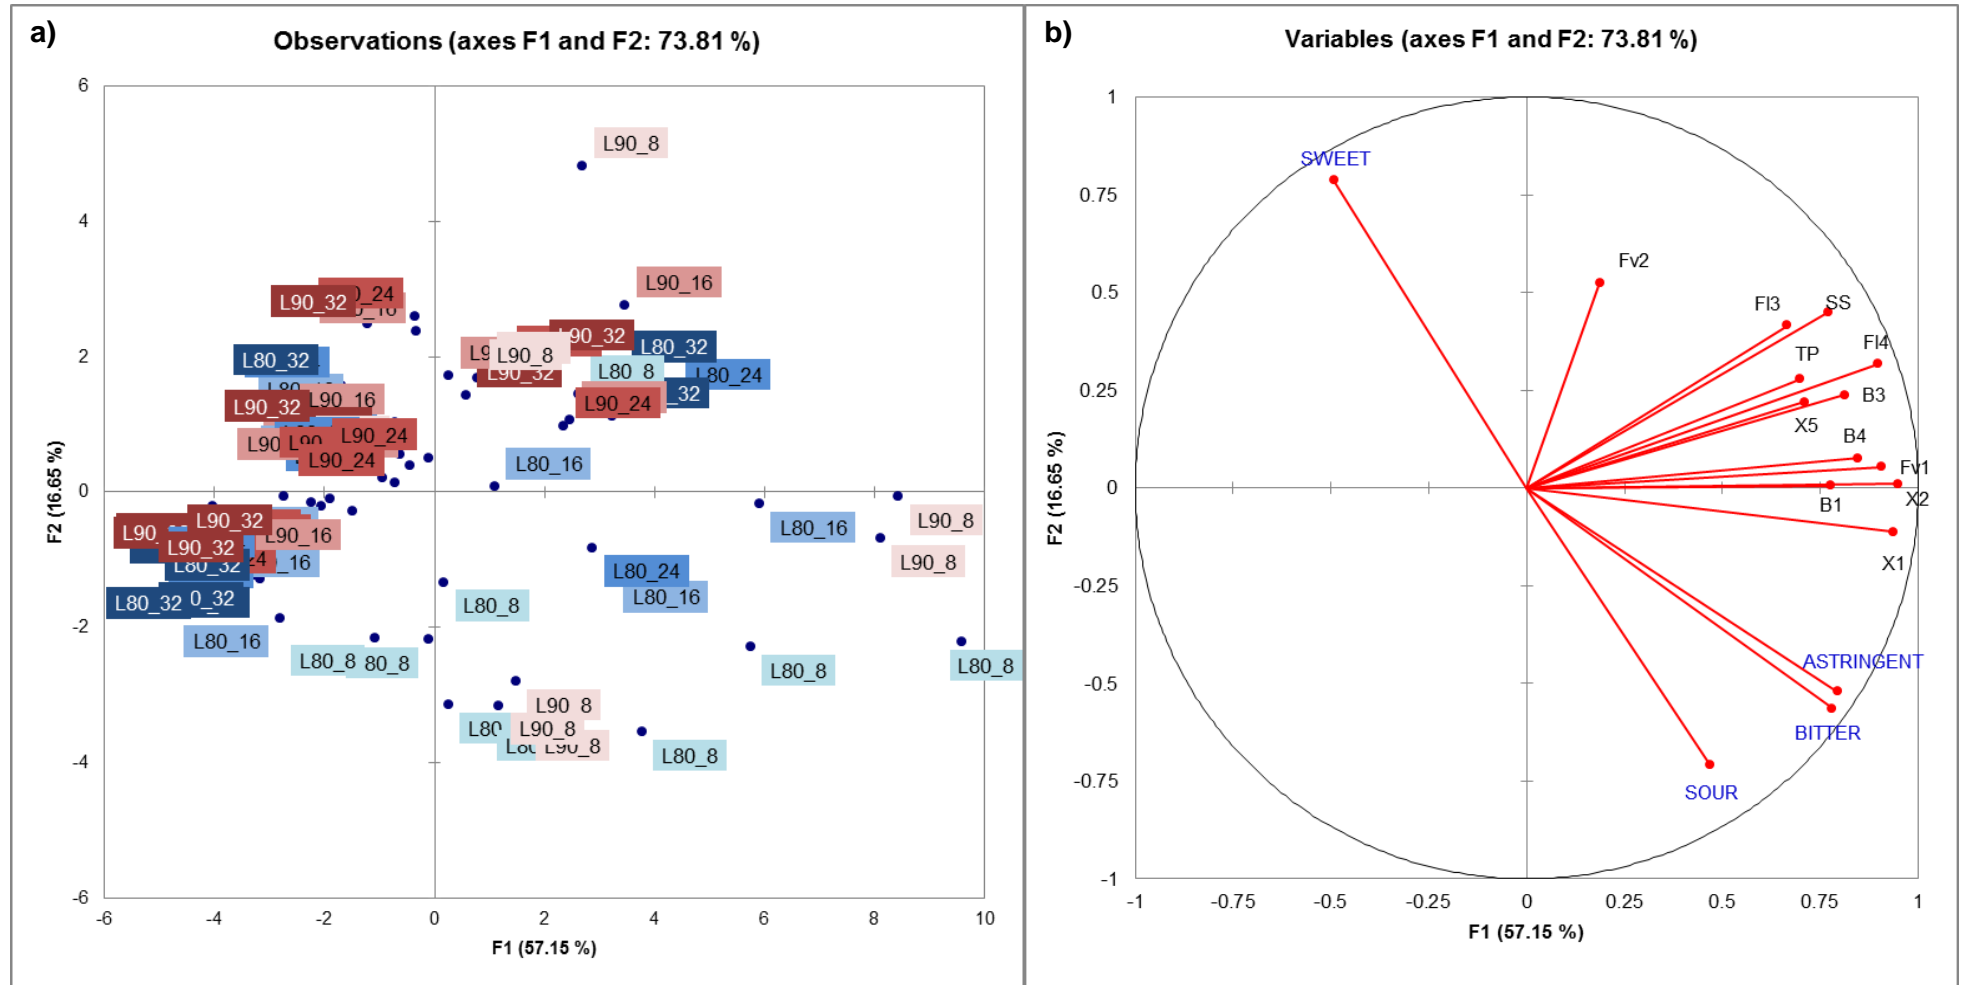 a)
Observations (axes F1 and F2: 73.81 %)
6
4
2
0
-2
-4
-6
-6
-4
-2
0
2
4
6
8
10
F2 (16.65 %)
F1 (57.15 %)
L90_8
L90_16
L90_32
L90_32
L80_32
L90_8
L80_8
L80_24
L90_32
L90_24
L80_32
L90_16
L90_32
L90_24
L90_24
L80_16
L90_32
L90_16
L90_32
L80_32
L80_32
L80_16
L80_8
L80_8
L80_16
L90_8
L90_8
L80_24
L80_16
L80_8
L80_8
L90_8
L90_8
L90_8
L80_8
b)
Variables (axes F1 and F2: 73.81 %)
1
0.75
0.5
0.25
0
-0.25
-0.5
-0.75
-1
-1
-0.75
-0.5
-0.25
0
0.25
0.5
0.75
1
F2 (16.65 %)
F1 (57.15 %)
SWEET
Fv2
Fl3
SS
TP
Fl4
B3
X5
B4
Fv1
B1
X2
X1
ASTRINGENT
BITTER
SOUR